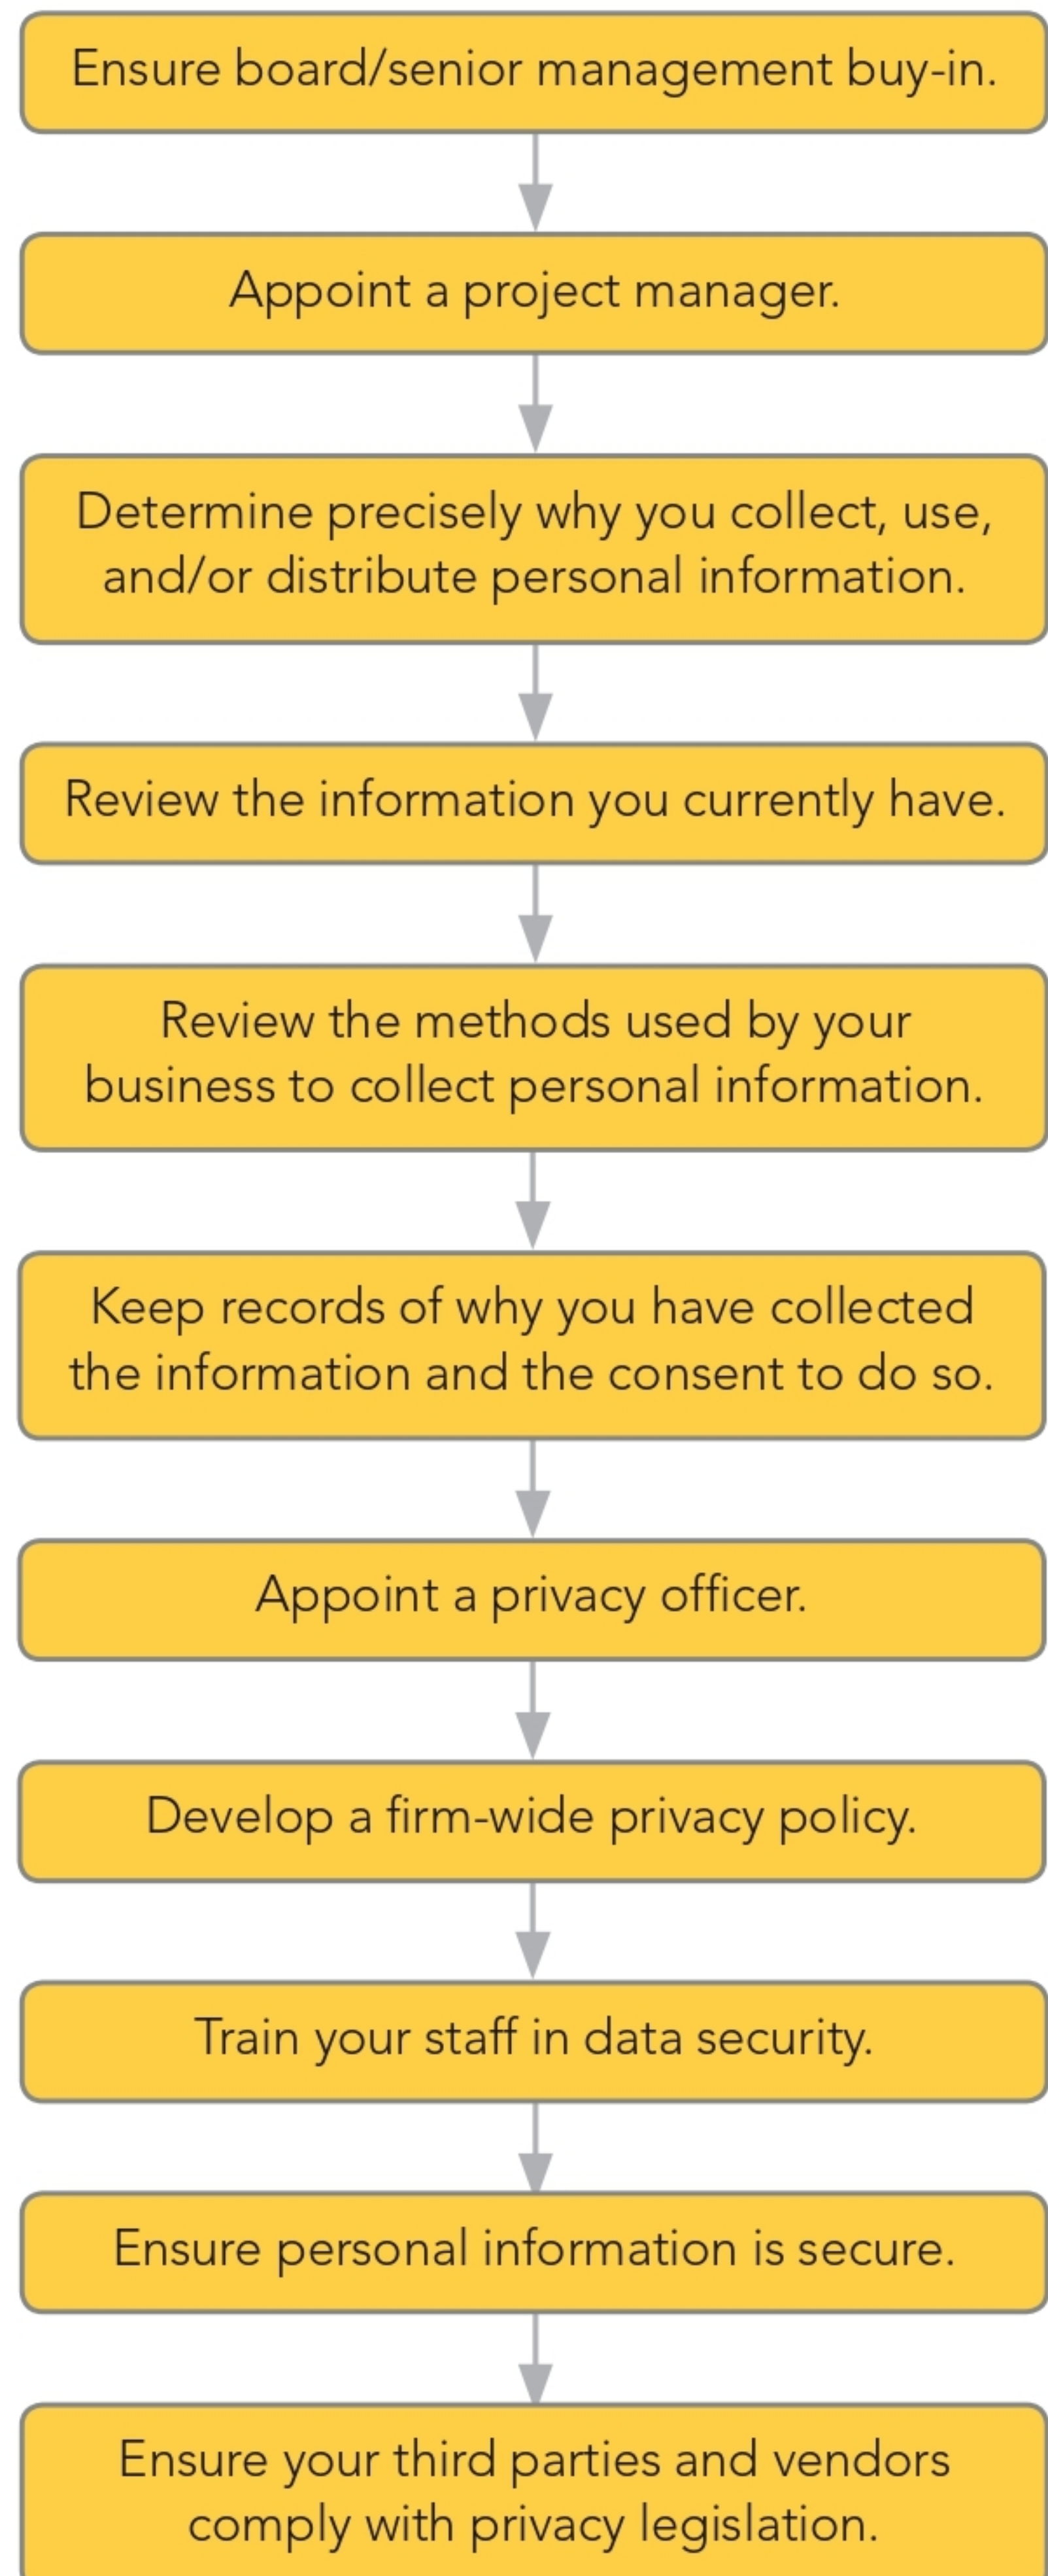 Ensure board/senior management buy-in.
Appoint a project manager.
Determine precisely why you collect, use,
and/or distribute personal information.
Review the information you currently have.
Review the methods used by your
business to collect personal information.
Keep records of why you have collected
the information and the consent to do so.
Appoint a privacy officer.
Develop a firm-wide privacy policy.
Train your staff in data security.
Ensure personal information is secure.
Ensure your third parties and vendors
comply with privacy legislation.